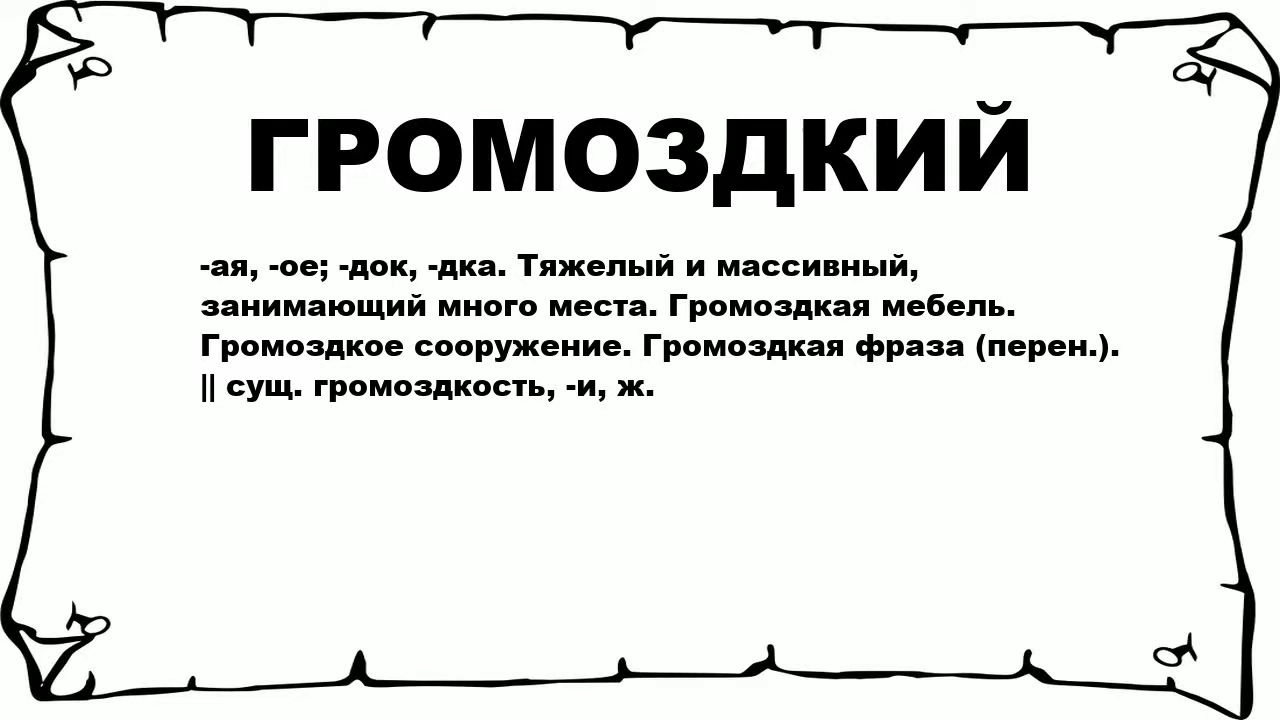 ГРОМОЗДКИЙ
-ая, -ое; -док, -дка. Тяжелый и массивный,
занимающий много места. Громоздкая мебель.
Громоздкое сооружение. Громоздкая фраза (перен.).
|| сущ. громоздкость, -и, ж.